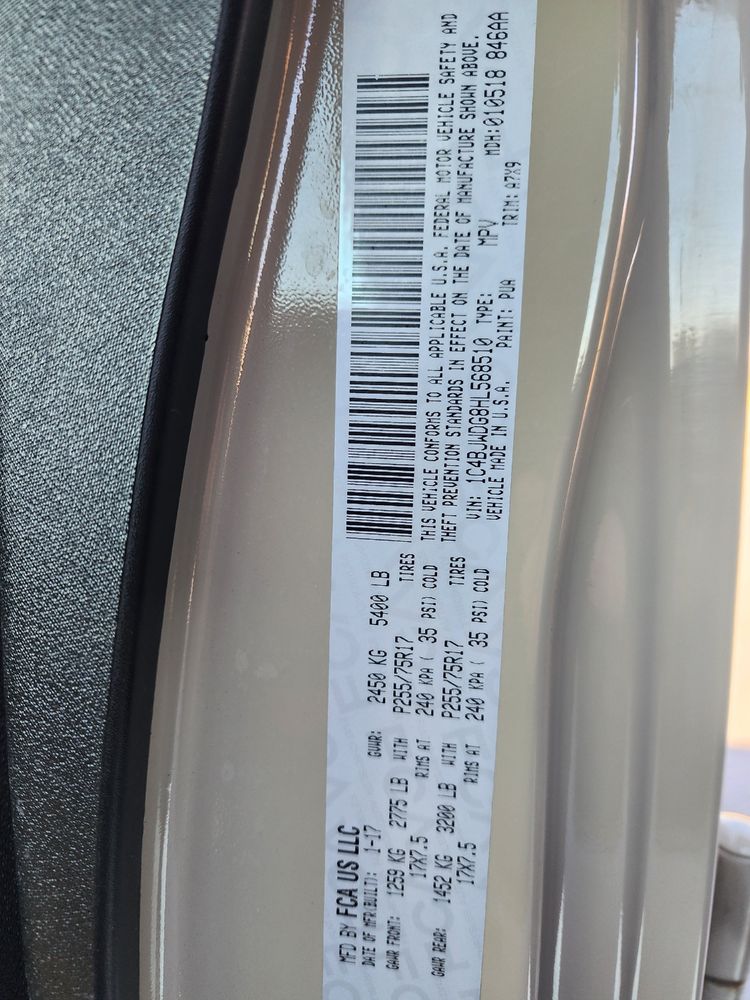 MFD BY FCA US LLC
DATE OF MFR(BUILT): 1-17 GVWR: 2450 KG 5400 LB
GAWR FRONT: 1259 KG 2775 LB WITH P255/75R17 TIRES
17X7.5 RIMS AT 240 KPA ( 35 PSI) COLD
GAWR REAR: 1452 KG 3200 LB WITH P255/75R17 TIRES
17X7.5 RIMS AT 240 KPA ( 35 PSI) COLD
THIS VEHICLE CONFORMS TO ALL APPLICABLE U.S.A. FEDERAL MOTOR VEHICLE SAFETY AND
THEFT PREVENTION STANDARDS IN EFFECT ON THE DATE OF MANUFACTURE SHOWN ABOVE.
VIN: 1C4BJWDG8HL568510 TYPE: MPV MDH:010518 846AA
VEHICLE MADE IN U.S.A. PAINT: PUA TRIM: A7X9